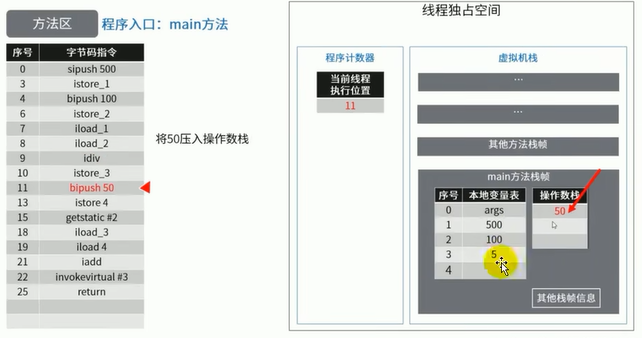 方法区
程序入口：main方法
序号 字节码指令
0 sipush 500
3 istore_1
4 bipush 100
6 istore_2
7 iload_1
8 iload_2
9 idiv
10 istore_3
11 bipush 50
13 istore 4
15 getstatic #2
18 iload_3
19 iload 4
21 iadd
22 invokevirtual #3
25 return
将50压入操作数栈
线程独占空间
程序计数器
当前线程
执行位置
11
虚拟机栈
...
...
其他方法栈帧
main方法栈帧
序号 本地变量表
0 args
1 500
2 100
3 5
4
操作数栈
50
其他栈帧信息